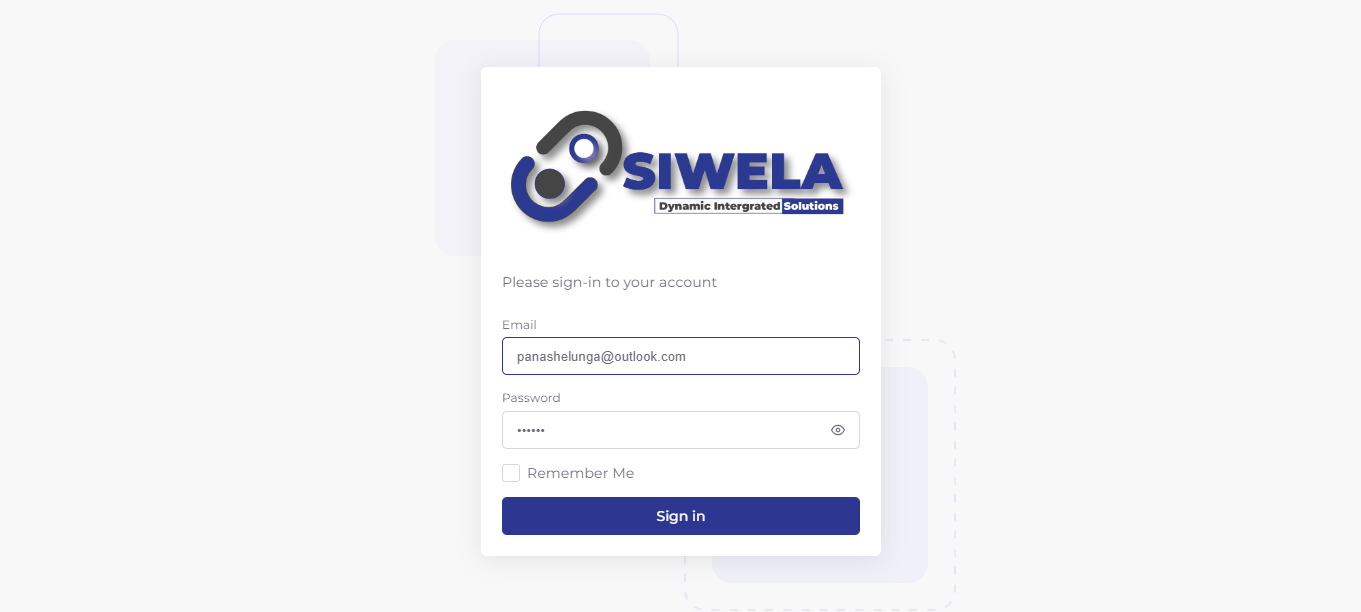 SIWELA
Dynamic Intergrated Solutions
Please sign-in to your account
Email
panashelunga@outlook.com
Password
••••••
Remember Me
Sign in